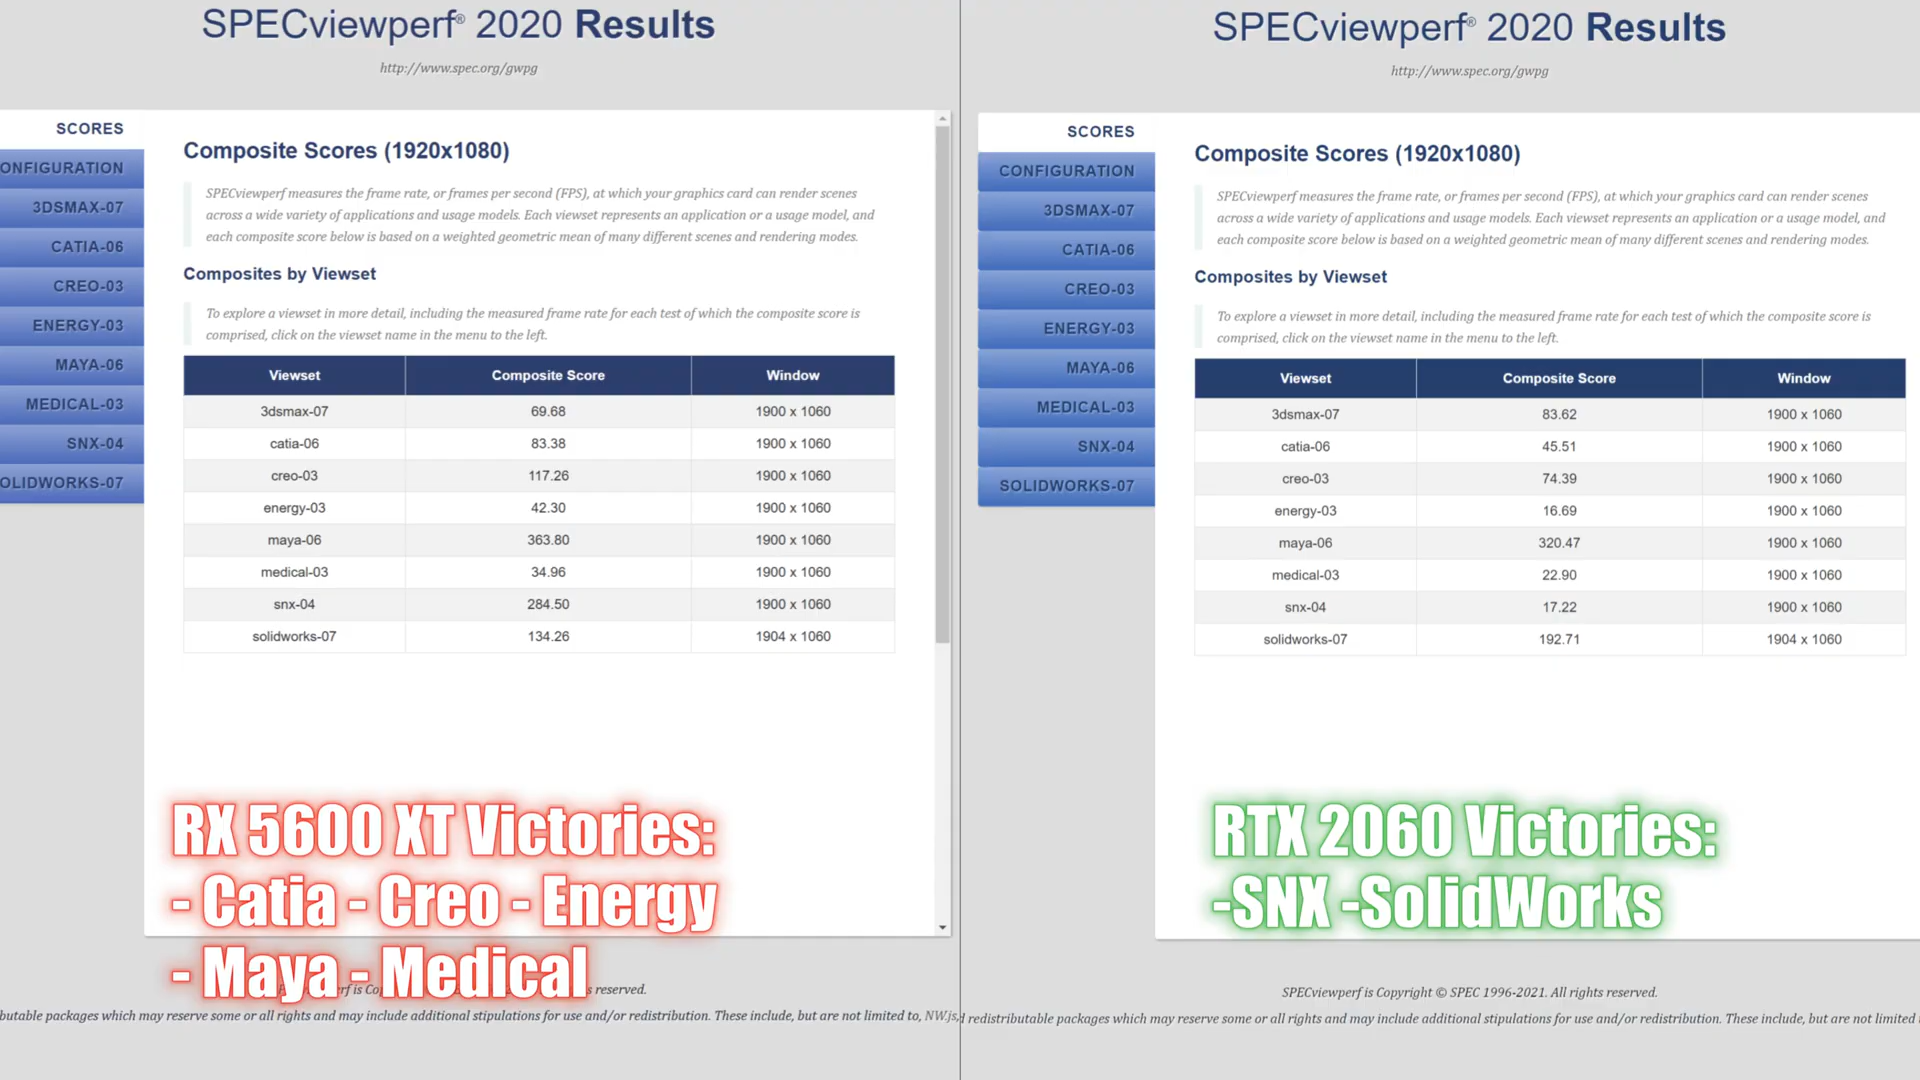 SPECviewperf® 2020 Results
http://www.spec.org/gwpg
SCORES
ONFIGURATION
3DSMAX-07
CATIA-06
CREO-03
ENERGY-03
MAYA-06
MEDICAL-03
SNX-04
OLIDWORKS-07
Composite Scores (1920x1080)
SPECviewperf measures the frame rate, or frames per second (FPS), at which your graphics card can render scenes
across a wide variety of applications and usage models. Each viewset represents an application or a usage model, and
each composite score below is based on a weighted geometric mean of many different scenes and rendering modes.
Composites by Viewset
To explore a viewset in more detail, including the measured frame rate for each test of which the composite score is
comprised, click on the viewset name in the menu to the left.
Viewset Composite Score Window
3dsmax-07 69.68 1900 x 1060
catia-06 83.38 1900 x 1060
creo-03 117.26 1900 x 1060
energy-03 42.30 1900 x 1060
maya-06 363.80 1900 x 1060
medical-03 34.96 1900 x 1060
snx-04 284.50 1900 x 1060
solidworks-07 134.26 1904 x 1060
RX 5600 XT Victories:
- Catia - Creo - Energy
- Maya - Medical
rf is Co s reserved.
butable packages which may reserve some or all rights and may include additional stipulations for use and/or redistribution. These include, but are not limited to, NW.js,
SPECviewperf® 2020 Results
http://www.spec.org/gwpg
SCORES
CONFIGURATION
3DSMAX-07
CATIA-06
CREO-03
ENERGY-03
MAYA-06
MEDICAL-03
SNX-04
SOLIDWORKS-07
Composite Scores (1920x1080)
SPECviewperf measures the frame rate, or frames per second (FPS), at which your graphics card can render scenes
across a wide variety of applications and usage models. Each viewset represents an application or a usage model, and
each composite score below is based on a weighted geometric mean of many different scenes and rendering modes.
Composites by Viewset
To explore a viewset in more detail, including the measured frame rate for each test of which the composite score is
comprised, click on the viewset name in the menu to the left.
Viewset Composite Score Window
3dsmax-07 83.62 1900 x 1060
catia-06 45.51 1900 x 1060
creo-03 74.39 1900 x 1060
energy-03 16.69 1900 x 1060
maya-06 320.47 1900 x 1060
medical-03 22.90 1900 x 1060
snx-04 17.22 1900 x 1060
solidworks-07 192.71 1904 x 1060
RTX 2060 Victories:
-SNX -SolidWorks
SPECviewperf is Copyright © SPEC 1996-2021. All rights reserved.
d redistributable packages which may reserve some or all rights and may include additional stipulations for use and/or redistribution. These include, but are not limited